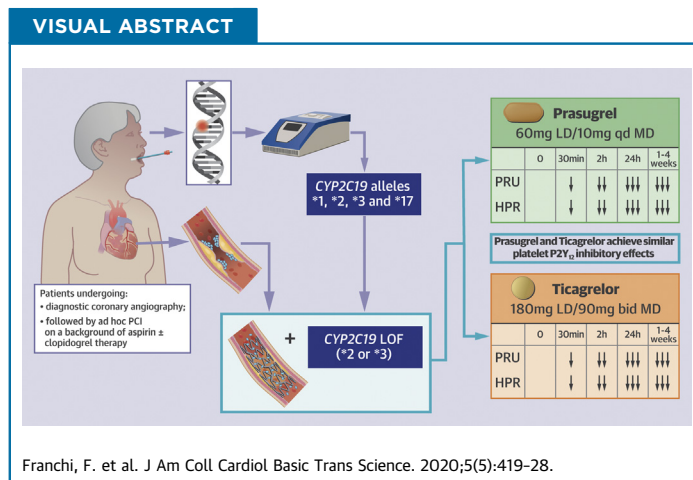 VISUAL ABSTRACT
CYP2C19 alleles
*1, *2, *3 and *17
Patients undergoing:
• diagnostic coronary angiography;
• followed by ad hoc PCI
on a background of aspirin ±
clopidogrel therapy
+
CYP2C19 LOF
(*2 or *3)
Prasugrel
60mg LD/10mg qd MD
0 30min 2h 24h 1-4 weeks
PRU ↓ ↓↓ ↓↓↓ ↓↓↓
HPR ↓ ↓↓ ↓↓↓ ↓↓↓
Prasugrel and Ticagrelor achieve similar
platelet P2Y₁₂ inhibitory effects
Ticagrelor
180mg LD/90mg bid MD
0 30min 2h 24h 1-4 weeks
PRU ↓ ↓↓ ↓↓↓ ↓↓↓
HPR ↓ ↓↓ ↓↓↓ ↓↓↓
Franchi, F. et al. J Am Coll Cardiol Basic Trans Science. 2020;5(5):419–28.